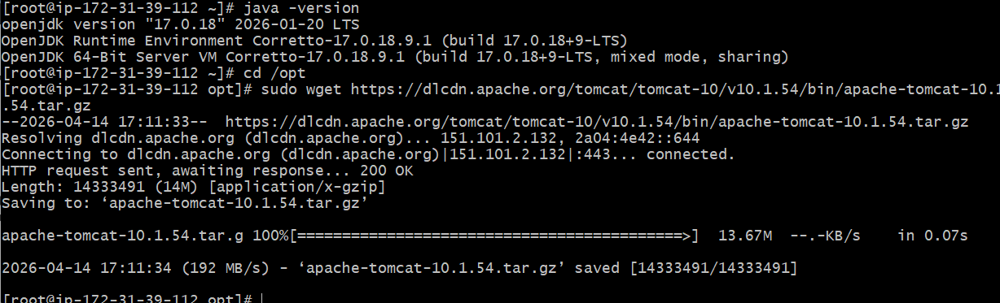 [root@ip-172-31-39-112 ~]# java -version
openjdk version "17.0.18" 2026-01-20 LTS
OpenJDK Runtime Environment Corretto-17.0.18.9.1 (build 17.0.18+9-LTS)
OpenJDK 64-Bit Server VM Corretto-17.0.18.9.1 (build 17.0.18+9-LTS, mixed mode, sharing)
[root@ip-172-31-39-112 ~]# cd /opt
[root@ip-172-31-39-112 opt]# sudo wget https://dlcdn.apache.org/tomcat/tomcat-10/v10.1.54/bin/apache-tomcat-10.1
.54.tar.gz
--2026-04-14 17:11:33--  https://dlcdn.apache.org/tomcat/tomcat-10/v10.1.54/bin/apache-tomcat-10.1.54.tar.gz
Resolving dlcdn.apache.org (dlcdn.apache.org)... 151.101.2.132, 2a04:4e42::644
Connecting to dlcdn.apache.org (dlcdn.apache.org)|151.101.2.132|:443... connected.
HTTP request sent, awaiting response... 200 OK
Length: 14333491 (14M) [application/x-gzip]
Saving to: ‘apache-tomcat-10.1.54.tar.gz’
apache-tomcat-10.1.54.tar.g 100%[============================================>]  13.67M  --.-KB/s    in 0.07s
2026-04-14 17:11:34 (192 MB/s) - ‘apache-tomcat-10.1.54.tar.gz’ saved [14333491/14333491]
[root@ip-172-31-39-112 opt]#